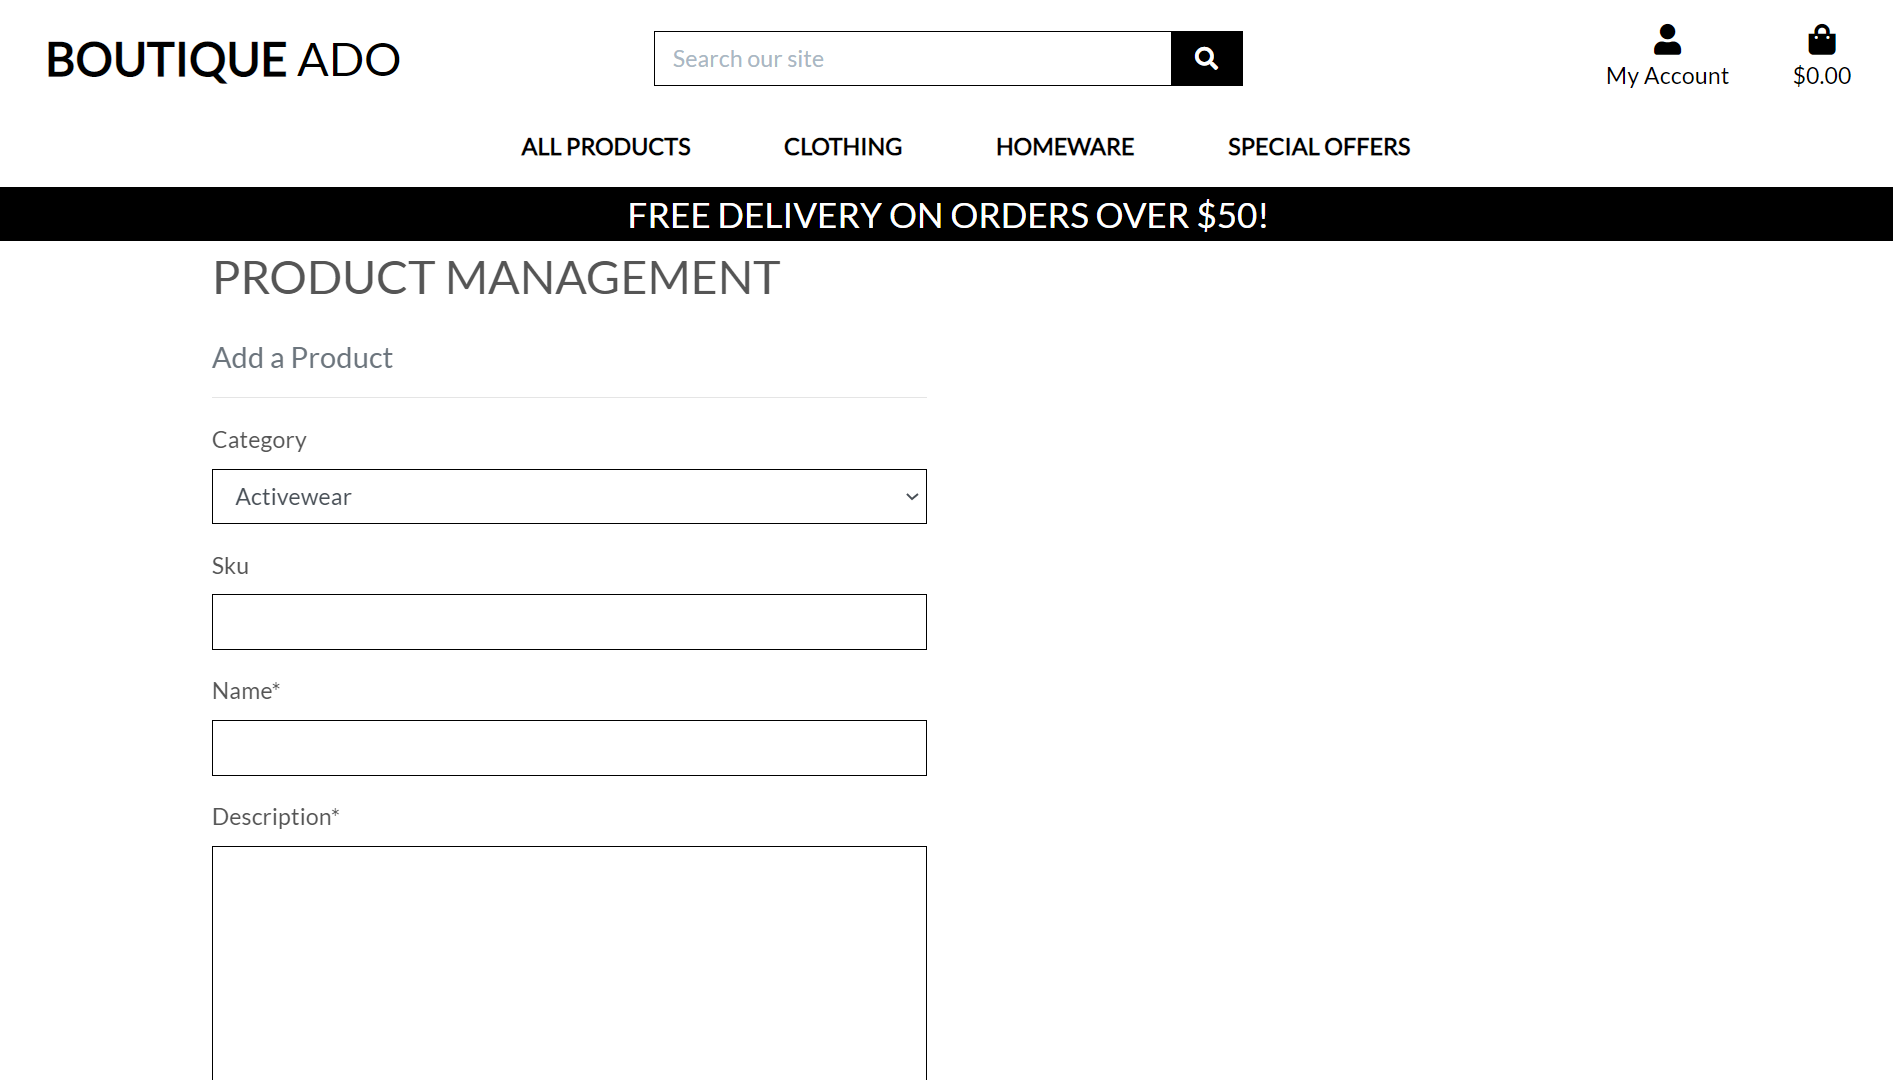 BOUTIQUE ADO
Search our site
My Account
$0.00
ALL PRODUCTS
CLOTHING
HOMEWARE
SPECIAL OFFERS
FREE DELIVERY ON ORDERS OVER $50!
PRODUCT MANAGEMENT
Add a Product
Category
Activewear
Sku
Name*
Description*